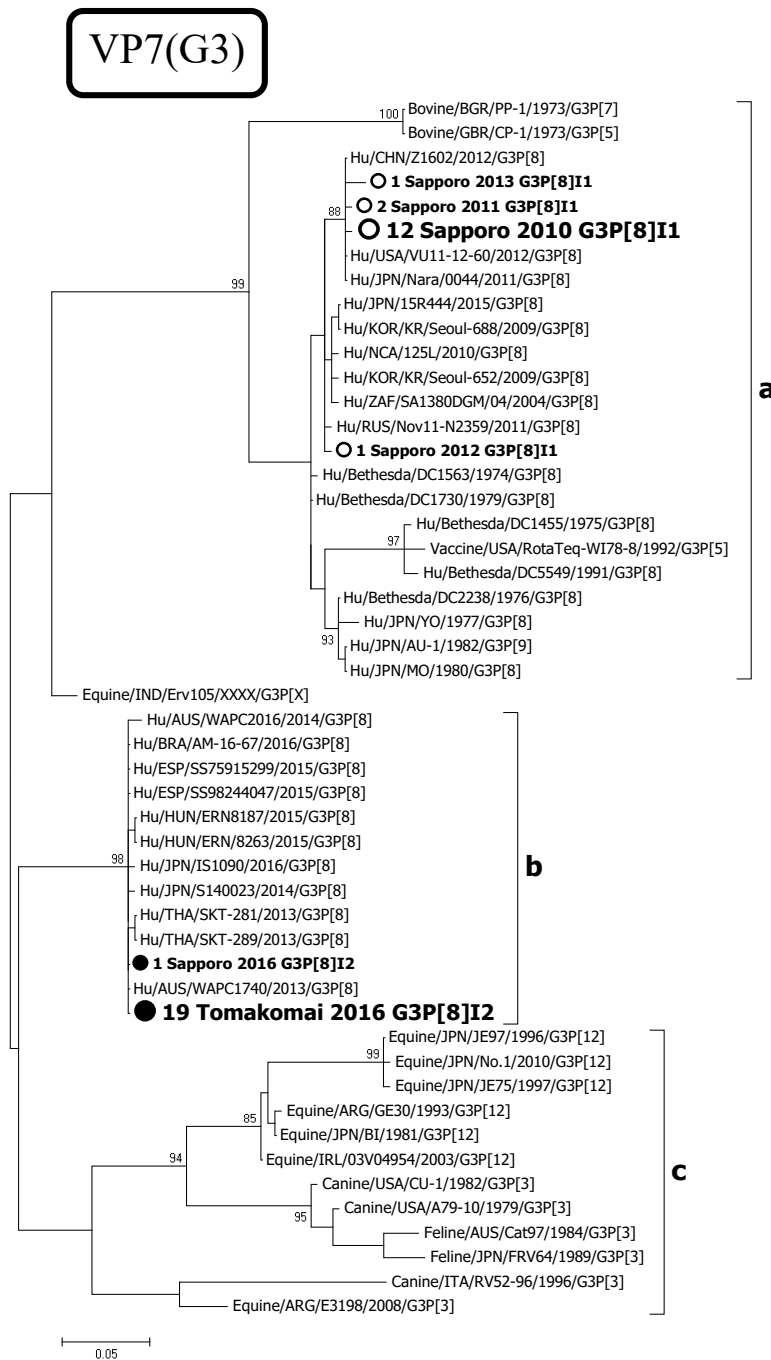 VP7(G3)
Bovine/BGR/PP-1/1973/G3P[7]
100
Bovine/GBR/CP-1/1973/G3P[5]
Hu/CHN/Z1602/2012/G3P[8]
1 Sapporo 2013 G3P[8]I1
2 Sapporo 2011 G3P[8]I1
88
12 Sapporo 2010 G3P[8]I1
Hu/USA/VU11-12-60/2012/G3P[8]
Hu/JPN/Nara/0044/2011/G3P[8]
99
Hu/JPN/15R444/2015/G3P[8]
Hu/KOR/KR/Seoul-688/2009/G3P[8]
Hu/NCA/125L/2010/G3P[8]
Hu/KOR/KR/Seoul-652/2009/G3P[8]
a
Hu/ZAF/SA1380DGM/04/2004/G3P[8]
Hu/RUS/Nov11-N2359/2011/G3P[8]
1 Sapporo 2012 G3P[8]I1
Hu/Bethesda/DC1563/1974/G3P[8]
Hu/Bethesda/DC1730/1979/G3P[8]
Hu/Bethesda/DC1455/1975/G3P[8]
97
Vaccine/USA/RotaTeq-WI78-8/1992/G3P[5]
Hu/Bethesda/DC5549/1991/G3P[8]
Hu/Bethesda/DC2238/1976/G3P[8]
Hu/JPN/YO/1977/G3P[8]
93
Hu/JPN/AU-1/1982/G3P[9]
Hu/JPN/MO/1980/G3P[8]
Equine/IND/Erv105/XXXX/G3P[X]
Hu/AUS/WAPC2016/2014/G3P[8]
Hu/BRA/AM-16-67/2016/G3P[8]
Hu/ESP/SS75915299/2015/G3P[8]
Hu/ESP/SS98244047/2015/G3P[8]
Hu/HUN/ERN8187/2015/G3P[8]
Hu/HUN/ERN/8263/2015/G3P[8]
98
Hu/JPN/IS1090/2016/G3P[8]
b
Hu/JPN/S140023/2014/G3P[8]
Hu/THA/SKT-281/2013/G3P[8]
Hu/THA/SKT-289/2013/G3P[8]
1 Sapporo 2016 G3P[8]I2
Hu/AUS/WAPC1740/2013/G3P[8]
19 Tomakomai 2016 G3P[8]I2
Equine/JPN/JE97/1996/G3P[12]
99
Equine/JPN/No.1/2010/G3P[12]
Equine/JPN/JE75/1997/G3P[12]
Equine/ARG/GE30/1993/G3P[12]
85
Equine/JPN/BI/1981/G3P[12]
Equine/IRL/03V04954/2003/G3P[12]
94
c
Canine/USA/CU-1/1982/G3P[3]
Canine/USA/A79-10/1979/G3P[3]
95
Feline/AUS/Cat97/1984/G3P[3]
Feline/JPN/FRV64/1989/G3P[3]
Canine/ITA/RV52-96/1996/G3P[3]
Equine/ARG/E3198/2008/G3P[3]
0.05